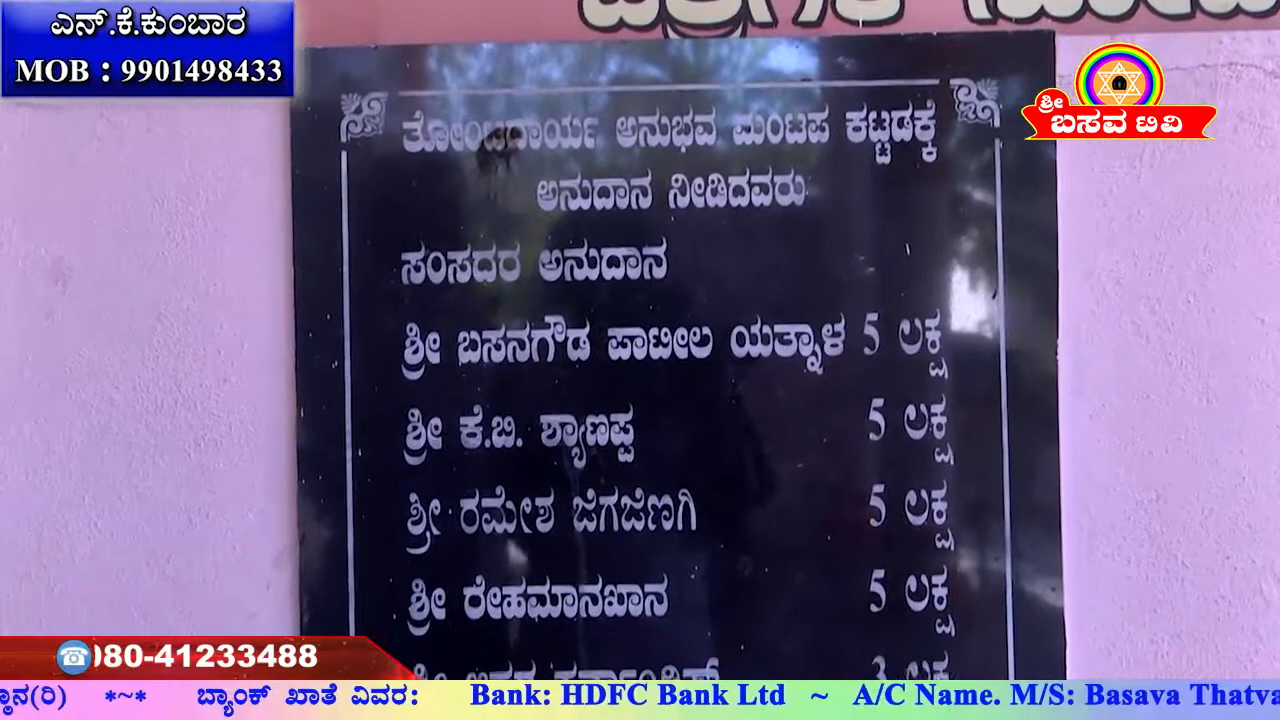 ಎನ್.ಕೆ.ಕುಂಬಾರ
MOB : 9901498433
ಶ್ರೀ
ಬಸವ ಟಿವಿ
ತೋಂಟದಾರ್ಯ ಅನುಭವ ಮಂಟಪ ಕಟ್ಟಡಕ್ಕೆ
ಅನುದಾನ ನೀಡಿದವರು
ಸಂಸದರ ಅನುದಾನ
ಶ್ರೀ ಬಸನಗೌಡ ಪಾಟೀಲ ಯತ್ನಾಳ 5 ಲಕ್ಷ
ಶ್ರೀ ಕೆ.ಬಿ. ಶ್ಯಾಣಪ್ಪ 5 ಲಕ್ಷ
ಶ್ರೀ ರಮೇಶ ಜಿಗಜಿಣಗಿ 5 ಲಕ್ಷ
ಶ್ರೀ ರೇಹಮಾನಖಾನ 5 ಲಕ್ಷ
3 ಲಕ್ಷ
080-41233488
ಸ್ಥಾನ(ರಿ) *~* ಬ್ಯಾಂಕ್ ಖಾತೆ ವಿವರ: Bank: HDFC Bank Ltd ~ A/C Name. M/S: Basava Thatva